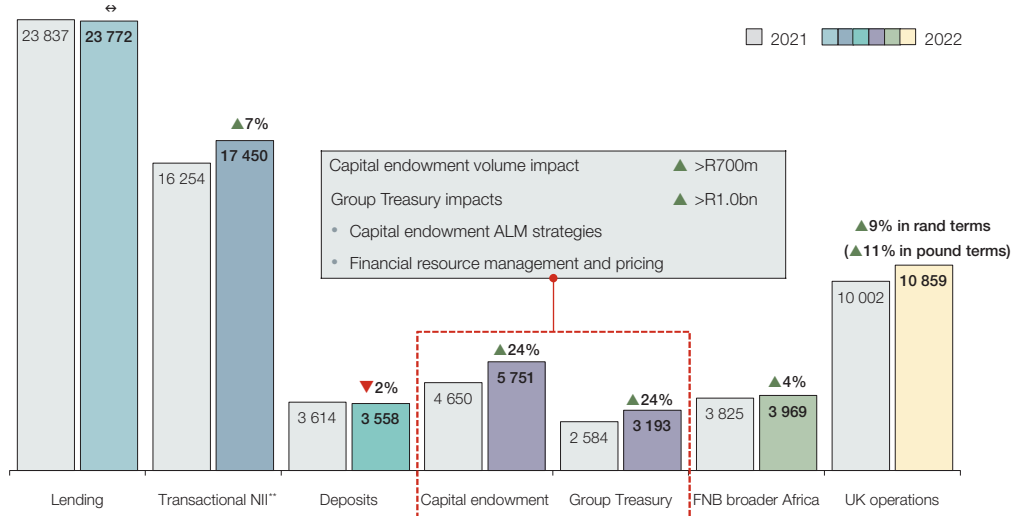 2021 2022
↔
23 837 23 772
▲7%
16 254 17 450
Capital endowment volume impact ▲ >R700m
Group Treasury impacts ▲ >R1.0bn
• Capital endowment ALM strategies
• Financial resource management and pricing
▼2%
3 614 3 558
▲24%
4 650 5 751
▲24%
2 584 3 193
▲4%
3 825 3 969
▲9% in rand terms
(▲11% in pound terms)
10 002 10 859
Lending Transactional NII** Deposits Capital endowment Group Treasury FNB broader Africa UK operations